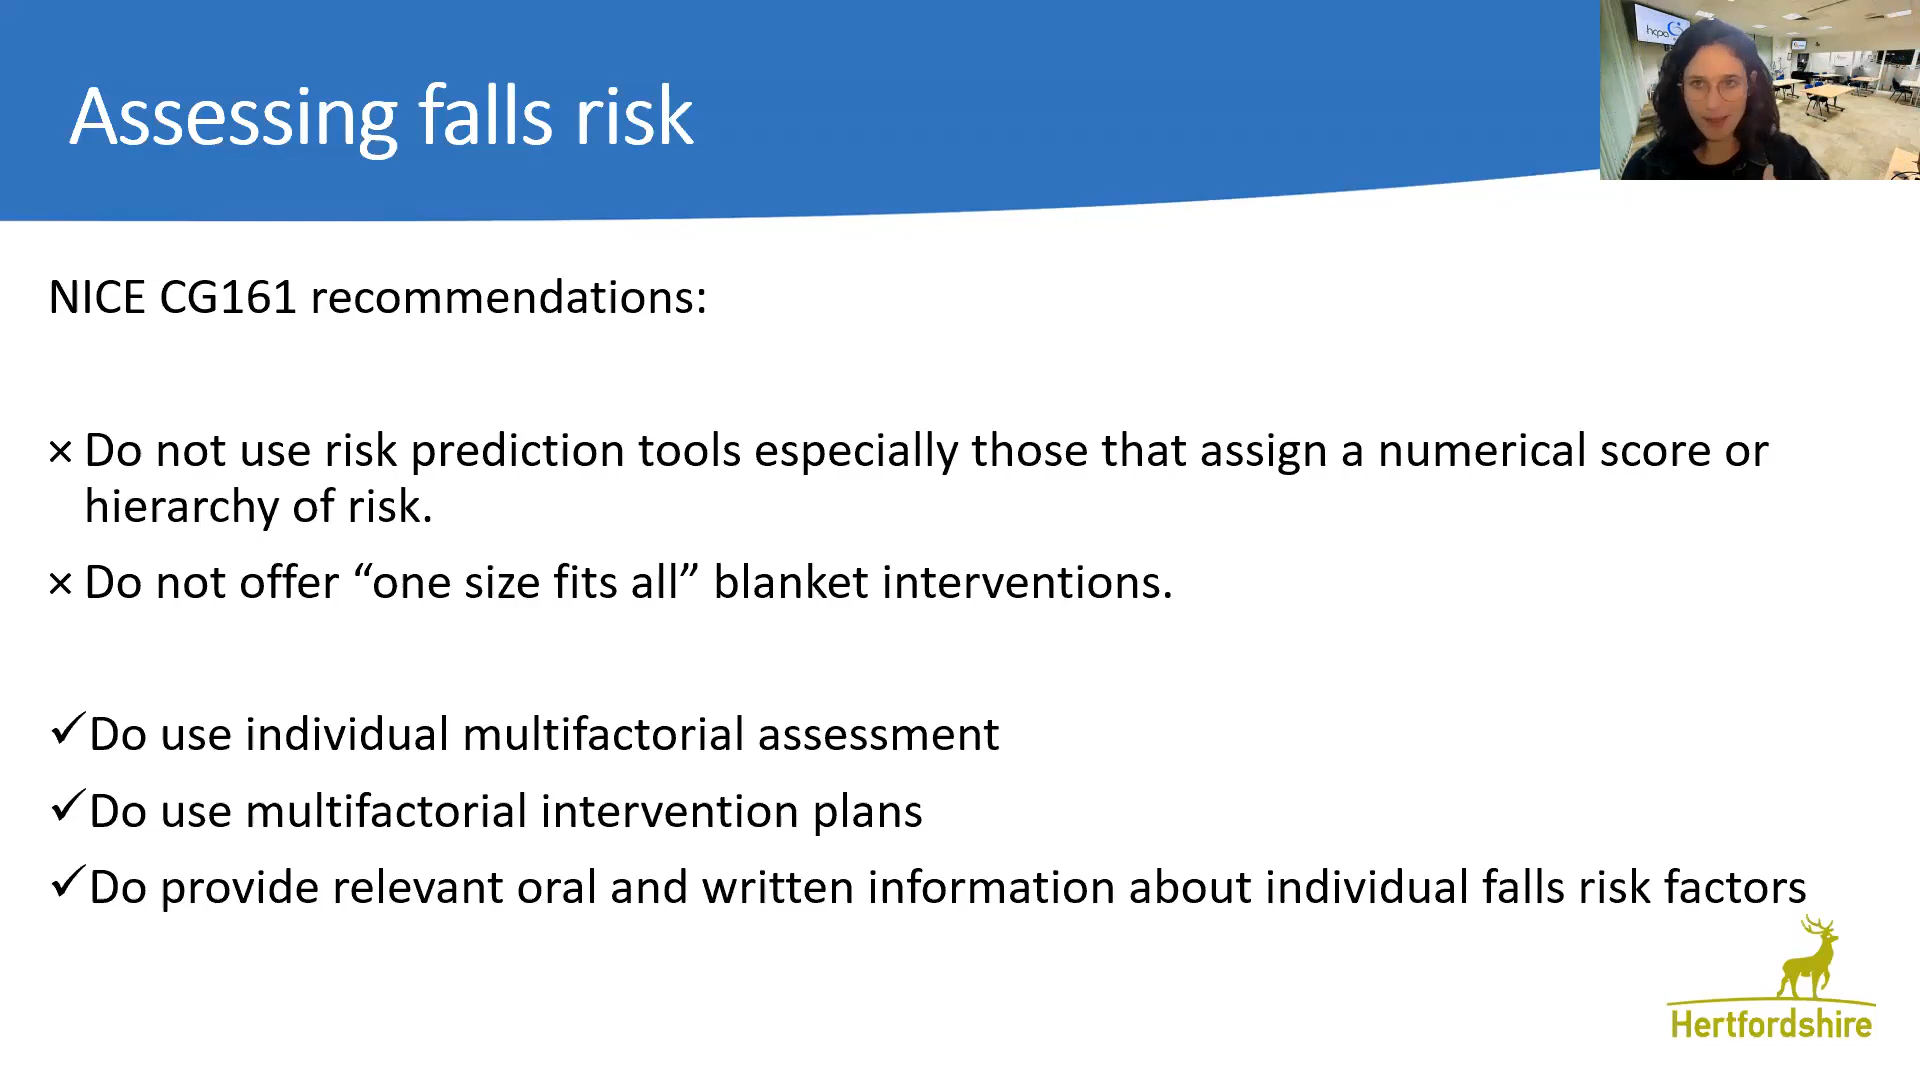 Assessing falls risk
hcpa
NICE CG161 recommendations:
× Do not use risk prediction tools especially those that assign a numerical score or
hierarchy of risk.
× Do not offer “one size fits all” blanket interventions.
✓Do use individual multifactorial assessment
✓Do use multifactorial intervention plans
✓Do provide relevant oral and written information about individual falls risk factors
Hertfordshire